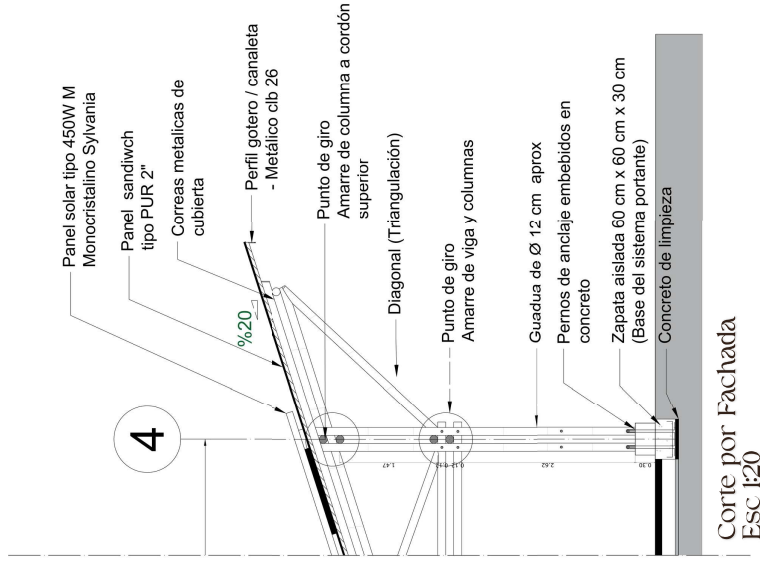 Panel solar tipo 450W M
Monocristalino Sylvania
Panel sandiwch
tipo PUR 2"
Correas metalicas de
cubierta
Perfil gotero / canaleta
- Metálico clb 26
%20
4
Punto de giro
Amarre de columna a cordón
superior
Diagonal (Triangulación)
Punto de giro
Amarre de viga y columnas
Guadua de Ø 12 cm aprox
Pernos de anclaje embebidos en
concreto
Zapata aislada 60 cm x 60 cm x 30 cm
(Base del sistema portante)
Concreto de limpieza
1.47
0.12
0.12
2.62
0.30
Corte por Fachada
Esc 1:20